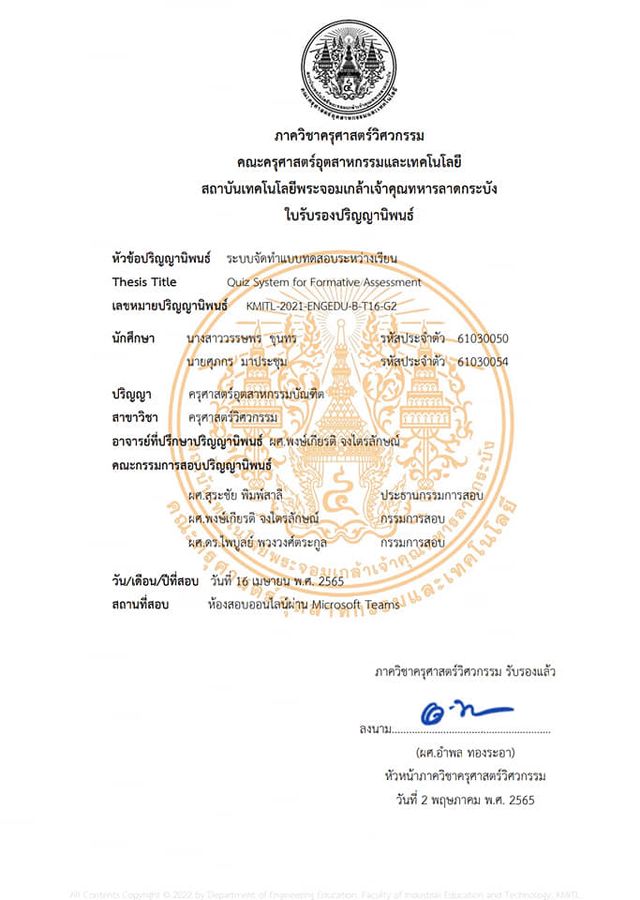 ภาควิชาครุศาสตร์วิศวกรรม
คณะครุศาสตร์อุตสาหกรรมและเทคโนโลยี
สถาบันเทคโนโลยีพระจอมเกล้าเจ้าคุณทหารลาดกระบัง
ใบรับรองปริญญานิพนธ์
หัวข้อปริญญานิพนธ์ ระบบจัดทำแบบทดสอบระหว่างเรียน
Thesis Title Quiz System for Formative Assessment
เลขหมายปริญญานิพนธ์ KMITL-2021-ENGEDU-B-T16-G2
นักศึกษา นางสาววรรษพร ขุนทร รหัสประจำตัว 61030050
นายศุภกร มาประชุม รหัสประจำตัว 61030054
ปริญญา ครุศาสตร์อุตสาหกรรมบัณฑิต
สาขาวิชา ครุศาสตร์วิศวกรรม
อาจารย์ที่ปรึกษาปริญญานิพนธ์ ผศ.พงษ์เกียรติ จงไตรลักษณ์
คณะกรรมการสอบปริญญานิพนธ์
ผศ.สุระชัย พิมพ์สาลี ประธานกรรมการสอบ
ผศ.พงษ์เกียรติ จงไตรลักษณ์ กรรมการสอบ
ผศ.ดร.ไพบูลย์ พวงวงศ์ตระกูล กรรมการสอบ
วัน/เดือน/ปีที่สอบ วันที่ 16 เมษายน พ.ศ. 2565
สถานที่สอบ ห้องสอบออนไลน์ผ่าน Microsoft Teams
ภาควิชาครุศาสตร์วิศวกรรม รับรองแล้ว
ลงนาม.......................................................
(ผศ.อำพล ทองระอา)
หัวหน้าภาควิชาครุศาสตร์วิศวกรรม
วันที่ 2 พฤษภาคม พ.ศ. 2565
All Contents Copyright © 2022 by Department of Engineering Education, Faculty of Industrial Education and Technology, KMITL.